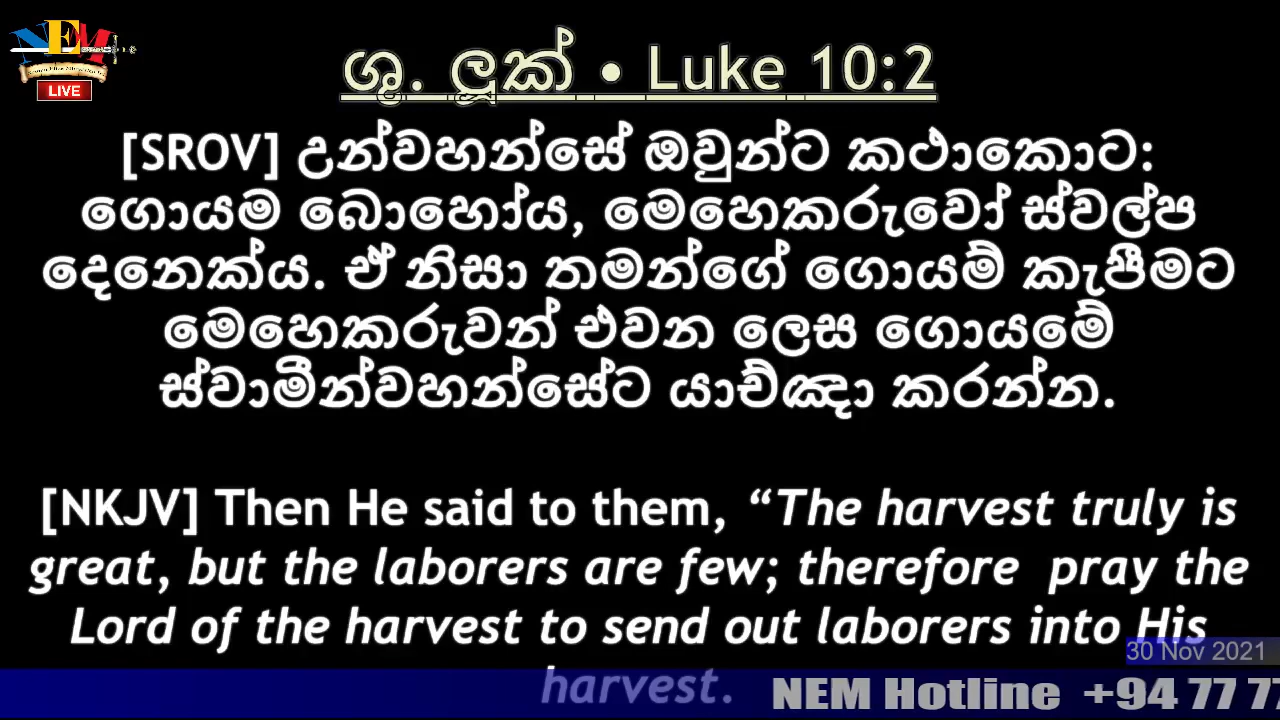 NEM
LIVE
ශු. ලූක් • Luke 10:2
[SROV] උන්වහන්සේ ඔවුන්ට කථාකොට:
ගොයම බොහෝය, මෙහෙකරුවෝ ස්වල්ප
දෙනෙක්ය. ඒ නිසා තමන්ගේ ගොයම් කැපීමට
මෙහෙකරුවන් එවන ලෙස ගොයමේ
ස්වාමීන්වහන්සේට යාච්ඤා කරන්න.
[NKJV] Then He said to them, “The harvest truly is
great, but the laborers are few; therefore pray the
Lord of the harvest to send out laborers into His
harvest.
30 Nov 2021
NEM Hotline +94 77 77